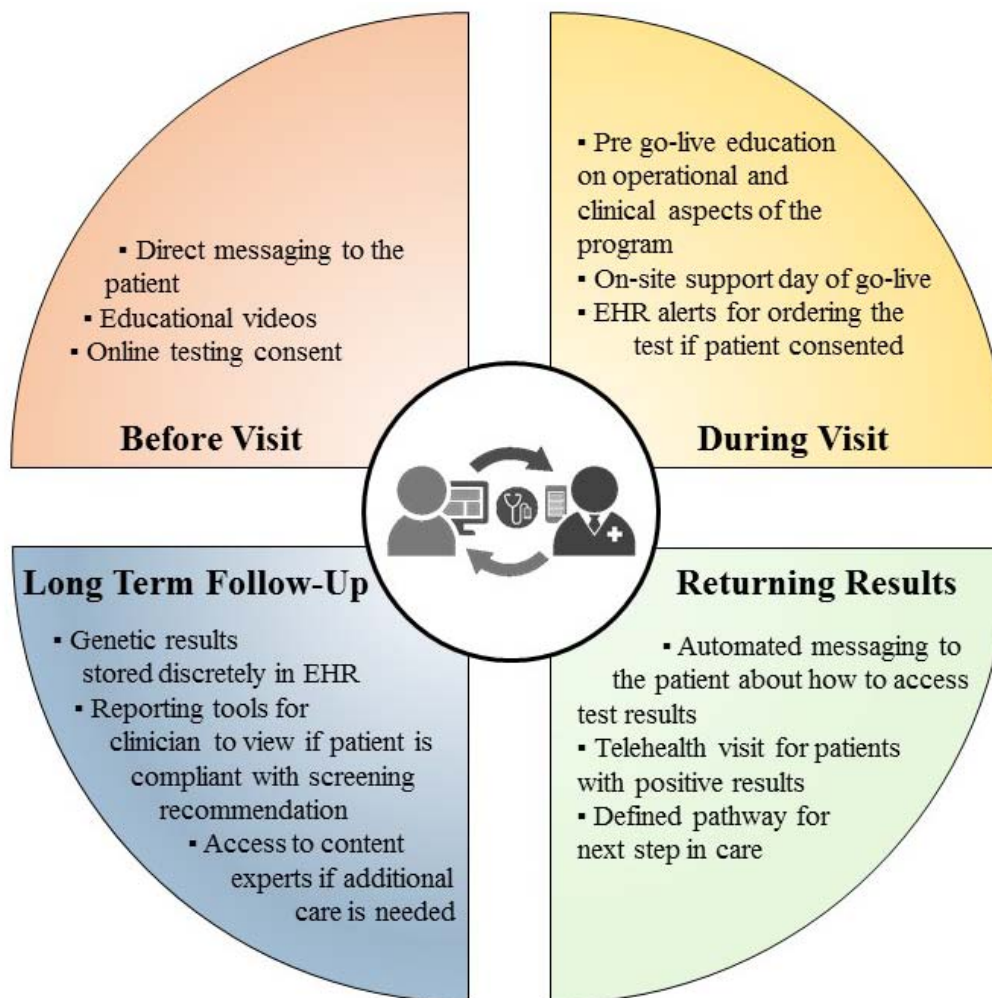 ▪ Direct messaging to the
patient
▪ Educational videos
▪ Online testing consent
Before Visit
▪ Pre go-live education
on operational and
clinical aspects of the
program
▪ On-site support day of go-live
▪ EHR alerts for ordering the
test if patient consented
During Visit
Long Term Follow-Up
▪ Genetic results
stored discretely in EHR
▪ Reporting tools for
clinician to view if patient is
compliant with screening
recommendation
▪ Access to content
experts if additional
care is needed
Returning Results
▪ Automated messaging to
the patient about how to access
test results
▪ Telehealth visit for patients
with positive results
▪ Defined pathway for
next step in care